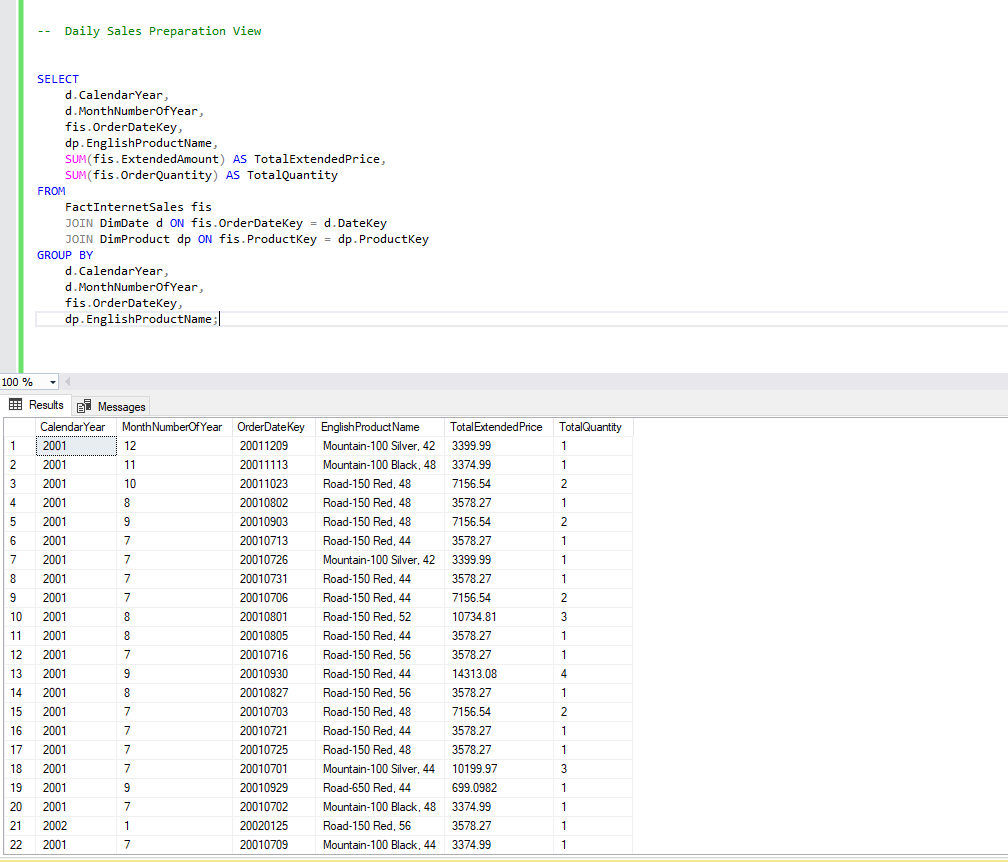 --  Daily Sales Preparation View
SELECT
    d.CalendarYear,
    d.MonthNumberOfYear,
    fis.OrderDateKey,
    dp.EnglishProductName,
    SUM(fis.ExtendedAmount) AS TotalExtendedPrice,
    SUM(fis.OrderQuantity) AS TotalQuantity
FROM
    FactInternetSales fis
    JOIN DimDate d ON fis.OrderDateKey = d.DateKey
    JOIN DimProduct dp ON fis.ProductKey = dp.ProductKey
GROUP BY
    d.CalendarYear,
    d.MonthNumberOfYear,
    fis.OrderDateKey,
    dp.EnglishProductName;
100 %
Results Messages
CalendarYear MonthNumberOfYear OrderDateKey EnglishProductName TotalExtendedPrice TotalQuantity
1 2001 12 20011209 Mountain-100 Silver, 42 3399.99 1
2 2001 11 20011113 Mountain-100 Black, 48 3374.99 1
3 2001 10 20011023 Road-150 Red, 48 7156.54 2
4 2001 8 20010802 Road-150 Red, 48 3578.27 1
5 2001 9 20010903 Road-150 Red, 48 7156.54 2
6 2001 7 20010713 Road-150 Red, 44 3578.27 1
7 2001 7 20010726 Mountain-100 Silver, 42 3399.99 1
8 2001 7 20010731 Road-150 Red, 44 3578.27 1
9 2001 7 20010706 Road-150 Red, 44 7156.54 2
10 2001 8 20010801 Road-150 Red, 52 10734.81 3
11 2001 8 20010805 Road-150 Red, 44 3578.27 1
12 2001 7 20010716 Road-150 Red, 56 3578.27 1
13 2001 9 20010930 Road-150 Red, 44 14313.08 4
14 2001 8 20010827 Road-150 Red, 56 3578.27 1
15 2001 7 20010703 Road-150 Red, 48 7156.54 2
16 2001 7 20010721 Road-150 Red, 44 3578.27 1
17 2001 7 20010725 Road-150 Red, 48 3578.27 1
18 2001 7 20010701 Mountain-100 Silver, 44 10199.97 3
19 2001 9 20010929 Road-650 Red, 44 699.0982 1
20 2001 7 20010702 Mountain-100 Black, 48 3374.99 1
21 2002 1 20020125 Road-150 Red, 56 3578.27 1
22 2001 7 20010709 Mountain-100 Black, 44 3374.99 1